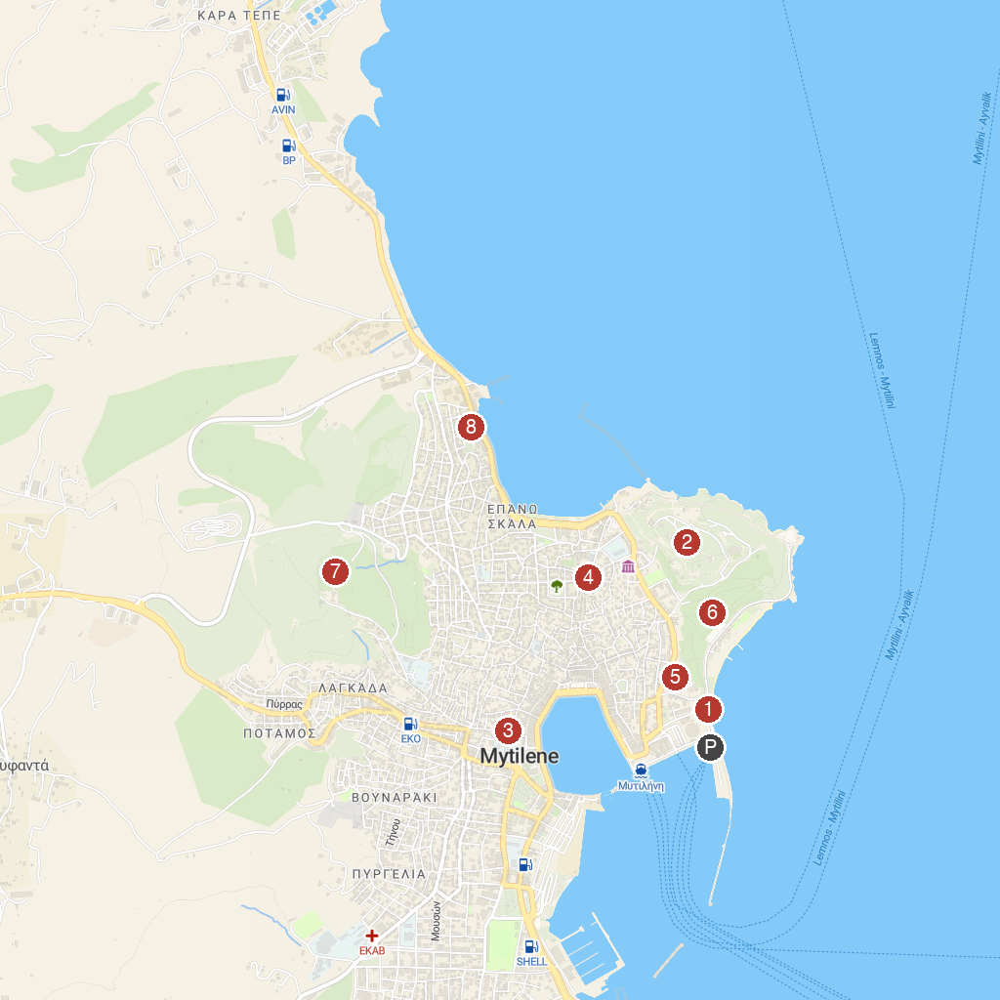 ΚΑΡΑ ΤΕΠΕ
AVIN
BP
Mytilini - Ayvalik
Lemnos - Mytilini
8
ΕΠΑΝΩ
ΣΚΑΛΑ
2
7
4
6
Mytilini - Ayvalik
5
ΛΑΓΚΑΔΑ
Πύρρας
1
ΠΟΤΑΜΟΣ
EKO
3
P
Mytilene
υφαντά
Μυτιλήνη
ΒΟΥΝΑΡΑΚΙ
Τήνου
Lemnos - Mytilini
ΠΥΡΓΕΛΙΑ
Μουσών
ΕΚΑΒ
SHELL